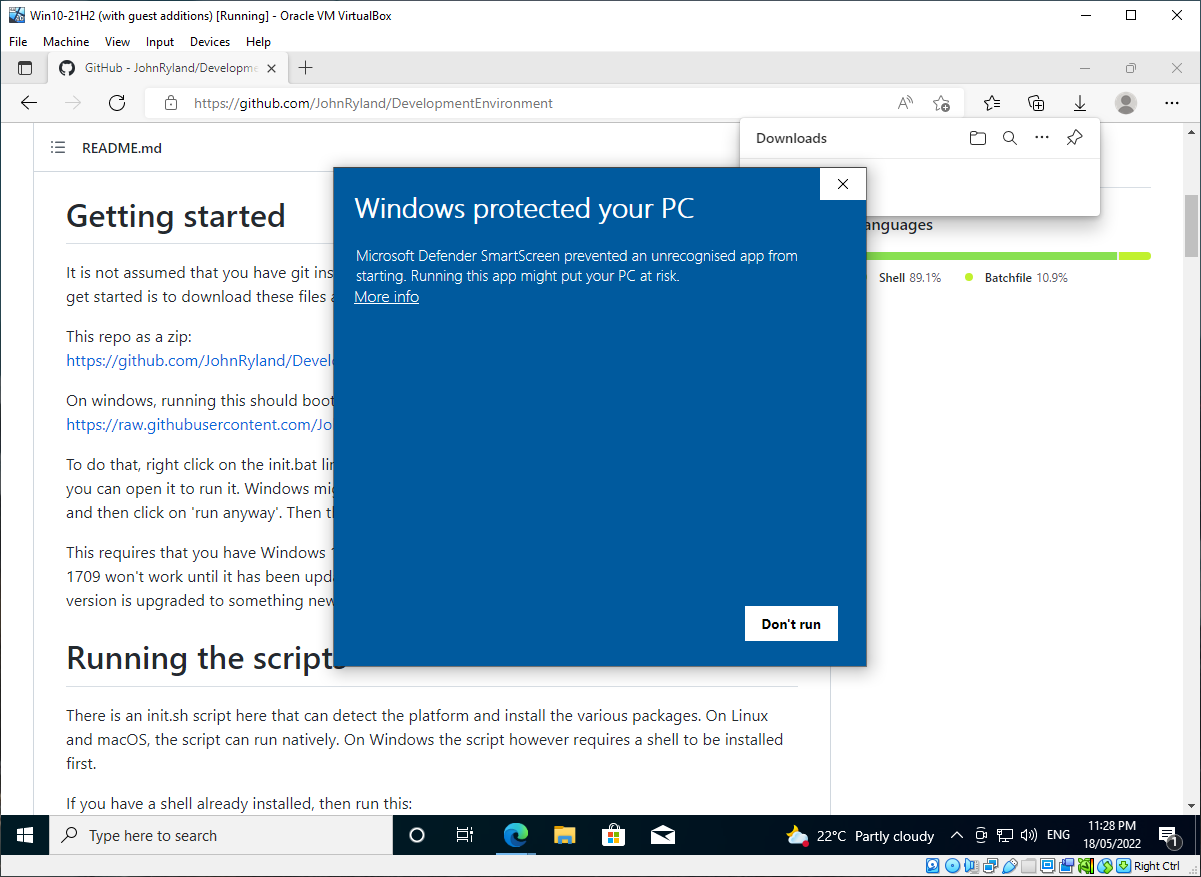 Win10-21H2 (with guest additions) [Running] - Oracle VM VirtualBox
File Machine View Input Devices Help
GitHub - JohnRyland/Developme
https://github.com/JohnRyland/DevelopmentEnvironment
Downloads
README.md
Windows protected your PC
Microsoft Defender SmartScreen prevented an unrecognised app from
starting. Running this app might put your PC at risk.
More info
Don't run
Getting started
It is not assumed that you have git ins
get started is to download these files
This repo as a zip:
https://github.com/JohnRyland/Devel
On windows, running this should boot
https://raw.githubusercontent.com/Jo
To do that, right click on the init.bat lin
you can open it to run it. Windows mig
and then click on 'run anyway'. Then th
This requires that you have Windows 1
1709 won't work until it has been upda
version is upgraded to something new
Running the scripts
There is an init.sh script here that can detect the platform and install the various packages. On Linux
and macOS, the script can run natively. On Windows the script however requires a shell to be installed
first.
If you have a shell already installed, then run this:
anguages
Shell 89.1% Batchfile 10.9%
Type here to search
22°C Partly cloudy
ENG
11:28 PM
18/05/2022
1
Right Ctrl